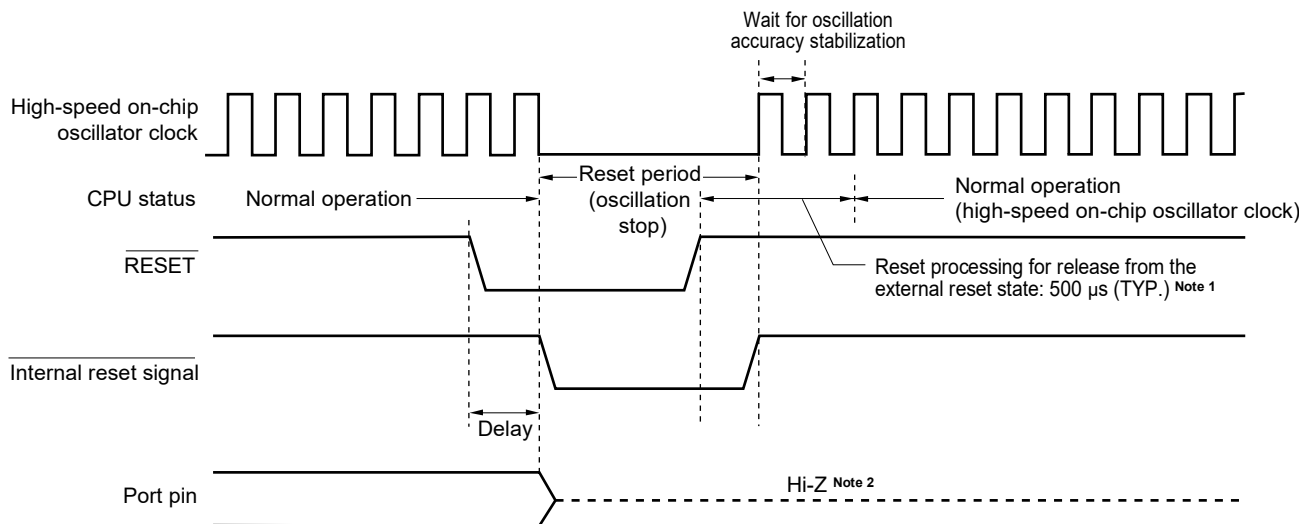 Wait for oscillation
accuracy stabilization
High-speed on-chip
oscillator clock
CPU status
Normal operation
Reset period
(oscillation
stop)
Normal operation
(high-speed on-chip oscillator clock)
RESET
Reset processing for release from the
external reset state: 500 µs (TYP.) Note 1
Internal reset signal
Delay
Port pin
Hi-Z Note 2